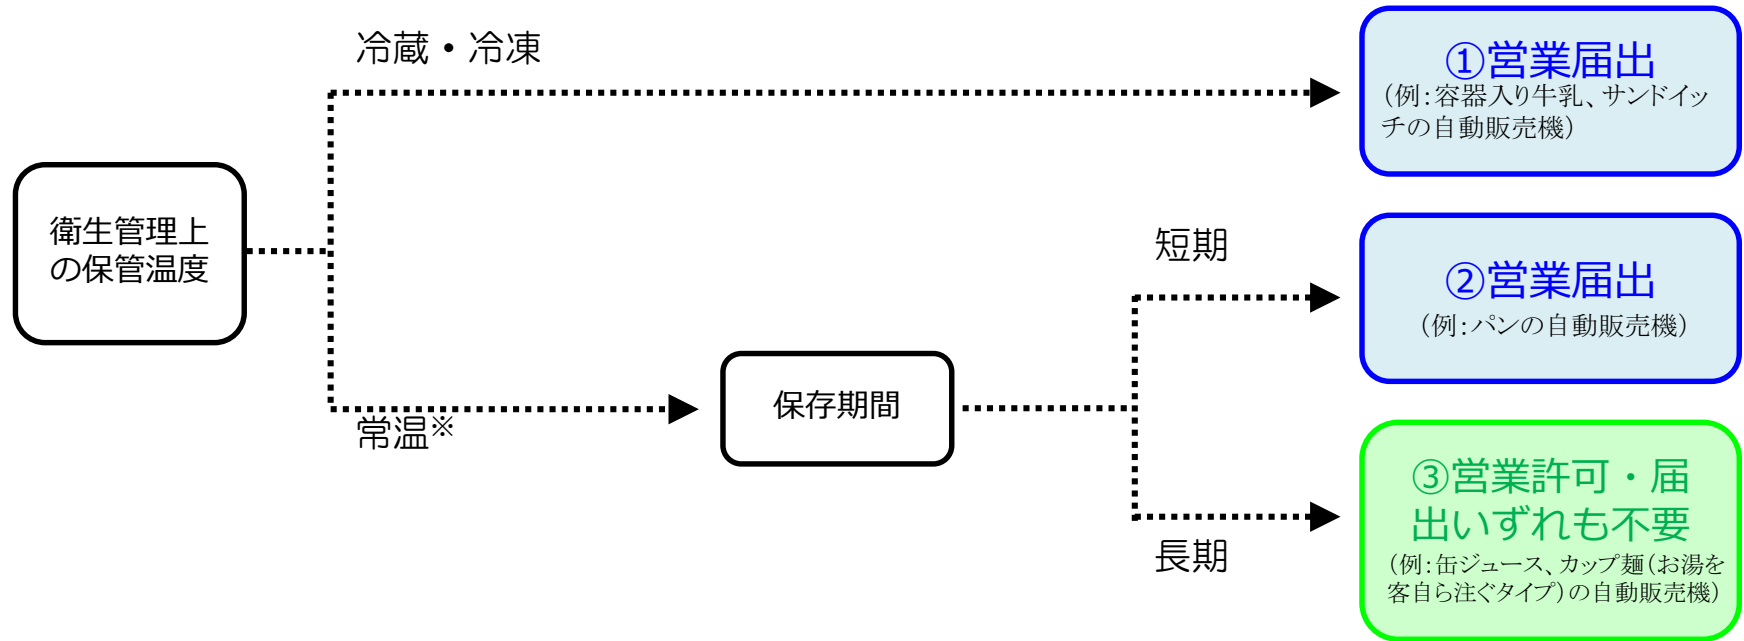 冷蔵・冷凍
①営業届出
(例:容器入り牛乳、サンドイッ
チの自動販売機)
衛生管理上
の保管温度
短期
②営業届出
(例:パンの自動販売機)
保存期間
常温※
③営業許可・届
出いずれも不要
(例:缶ジュース、カップ麺(お湯を
客自ら注ぐタイプ)の自動販売機)
長期